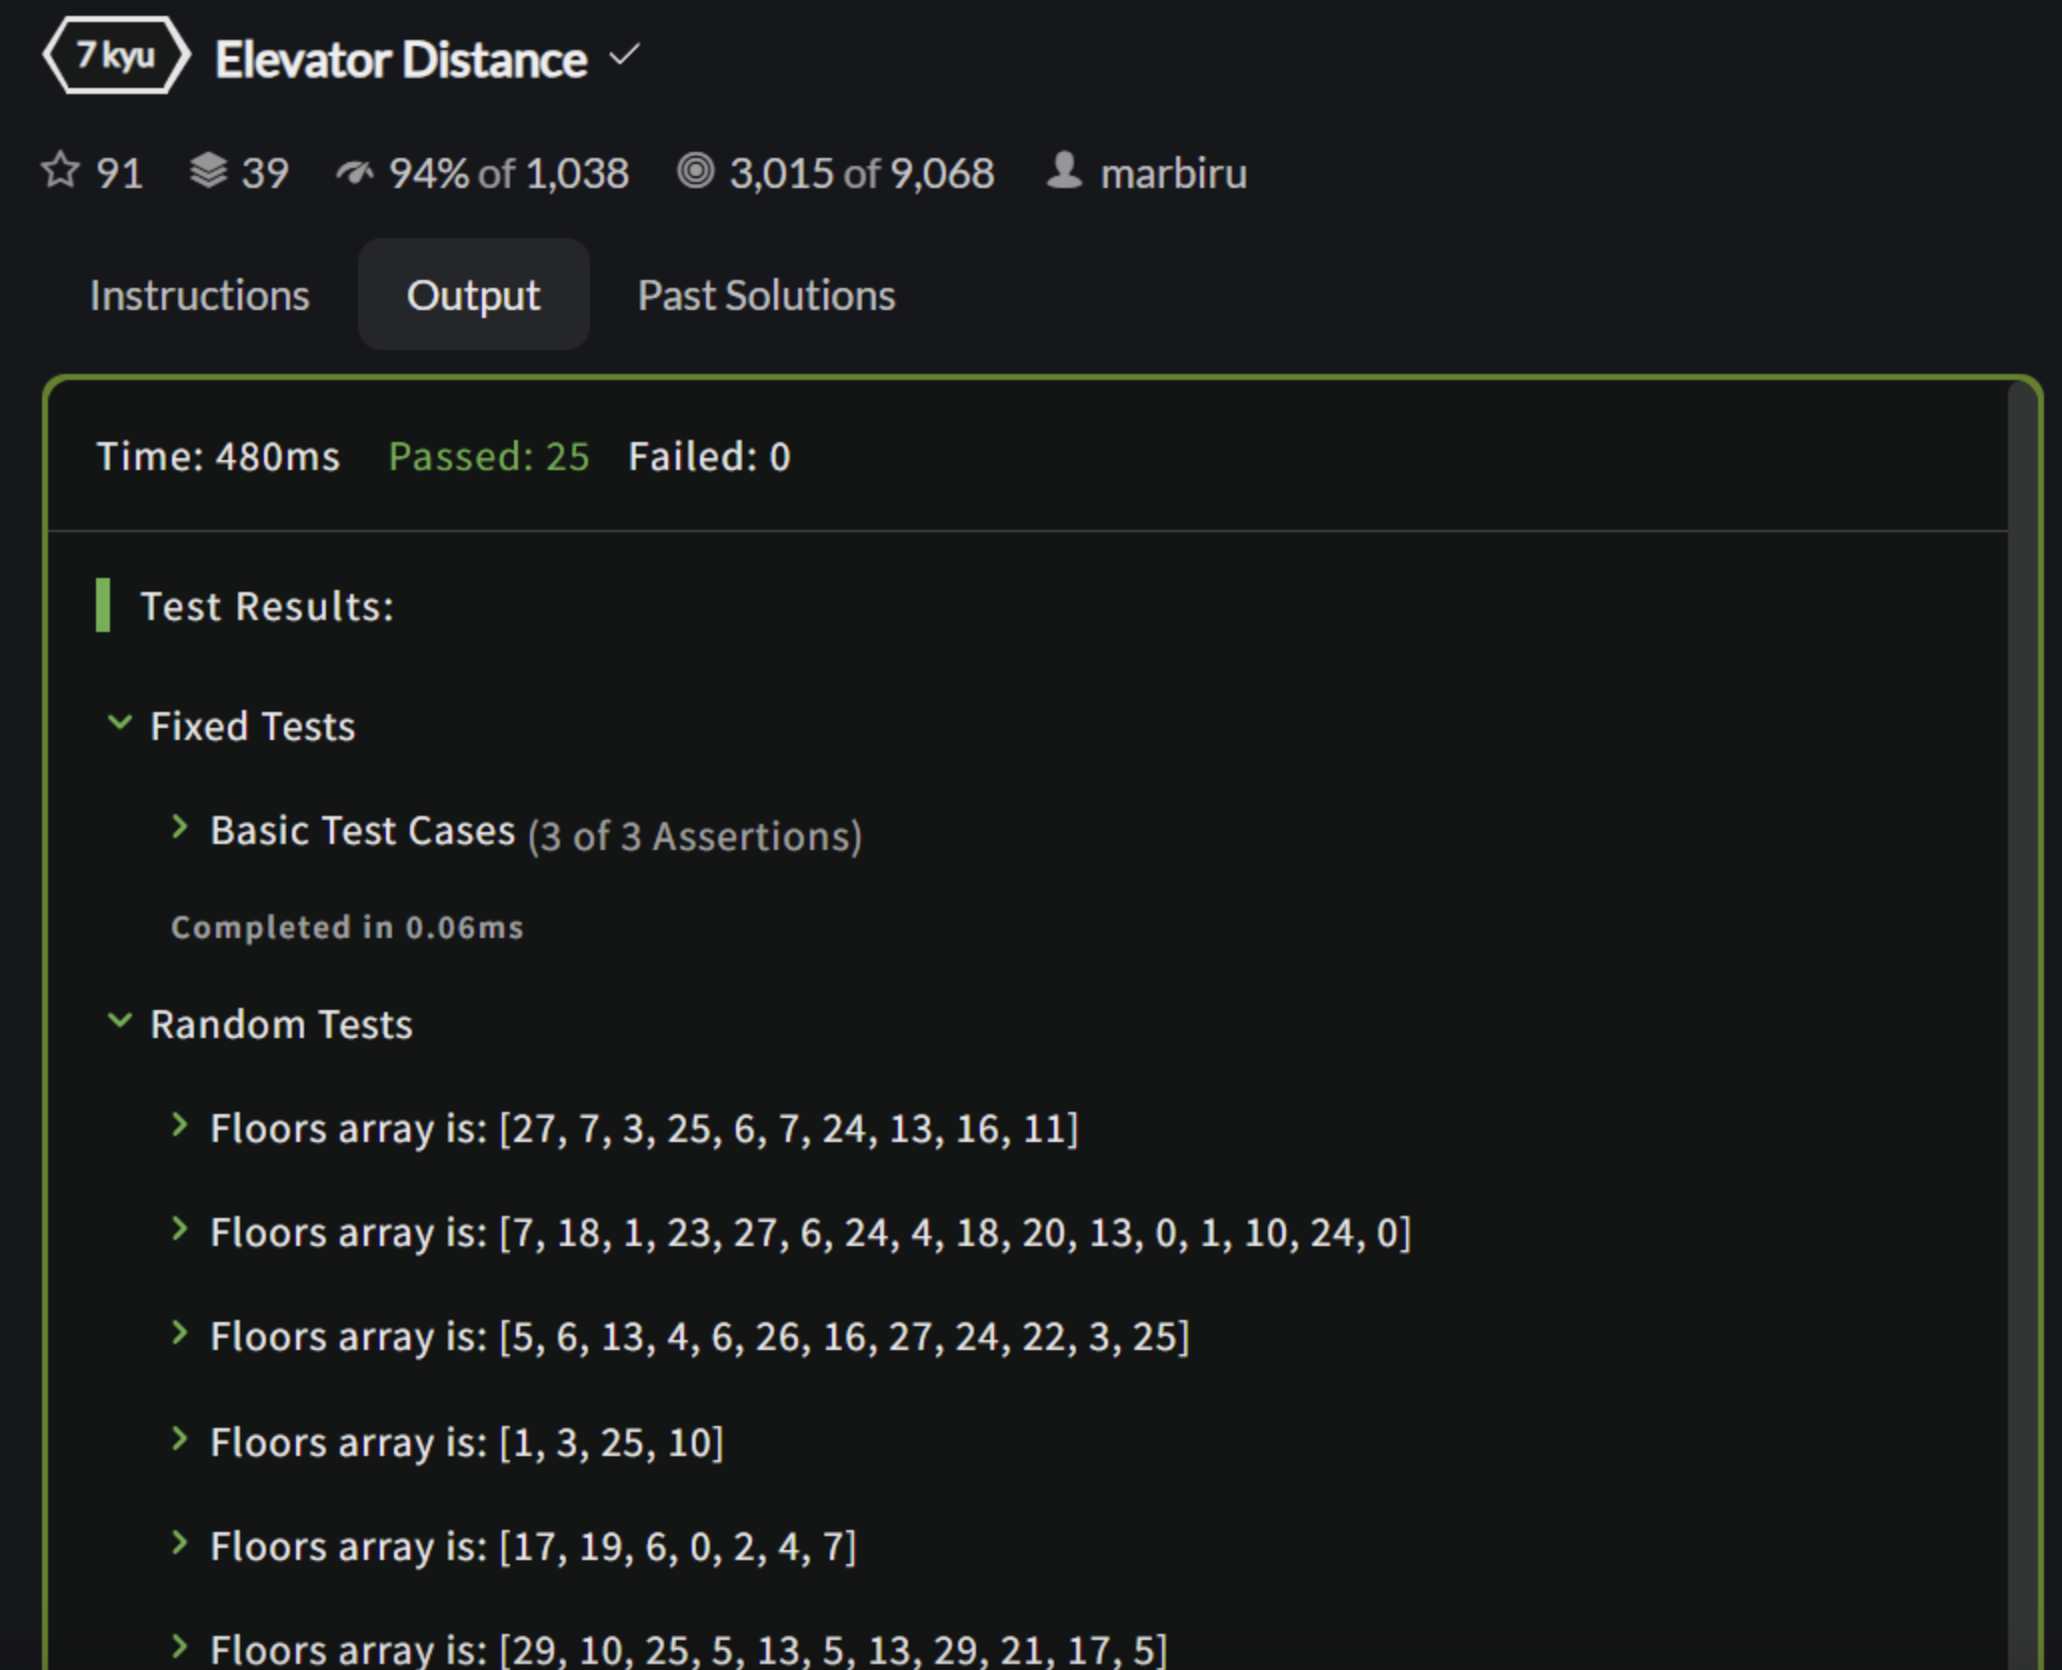 7 kyu Elevator Distance
91 39 94% of 1,038 3,015 of 9,068 marbiru
Instructions Output Past Solutions
Time: 480ms Passed: 25 Failed: 0
Test Results:
Fixed Tests
Basic Test Cases (3 of 3 Assertions)
Completed in 0.06ms
Random Tests
Floors array is: [27, 7, 3, 25, 6, 7, 24, 13, 16, 11]
Floors array is: [7, 18, 1, 23, 27, 6, 24, 4, 18, 20, 13, 0, 1, 10, 24, 0]
Floors array is: [5, 6, 13, 4, 6, 26, 16, 27, 24, 22, 3, 25]
Floors array is: [1, 3, 25, 10]
Floors array is: [17, 19, 6, 0, 2, 4, 7]
Floors array is: [29, 10, 25, 5, 13, 5, 13, 29, 21, 17, 5]